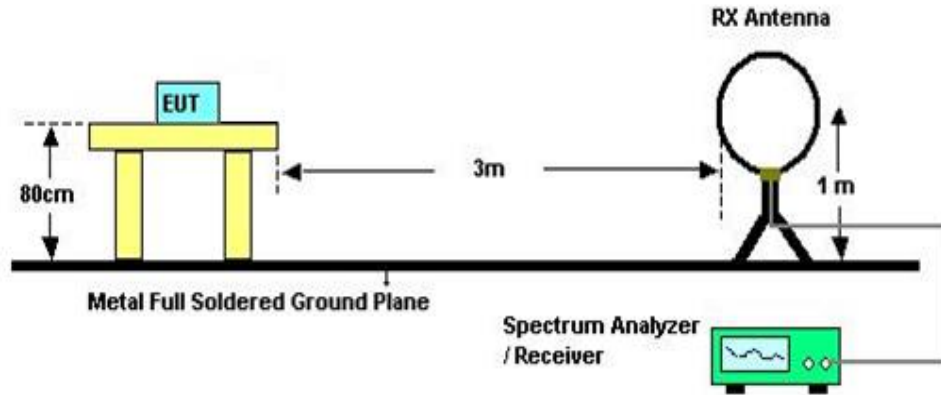 RX Antenna
EUT
3m
80cm
1 m
Metal Full Soldered Ground Plane
Spectrum Analyzer
/ Receiver